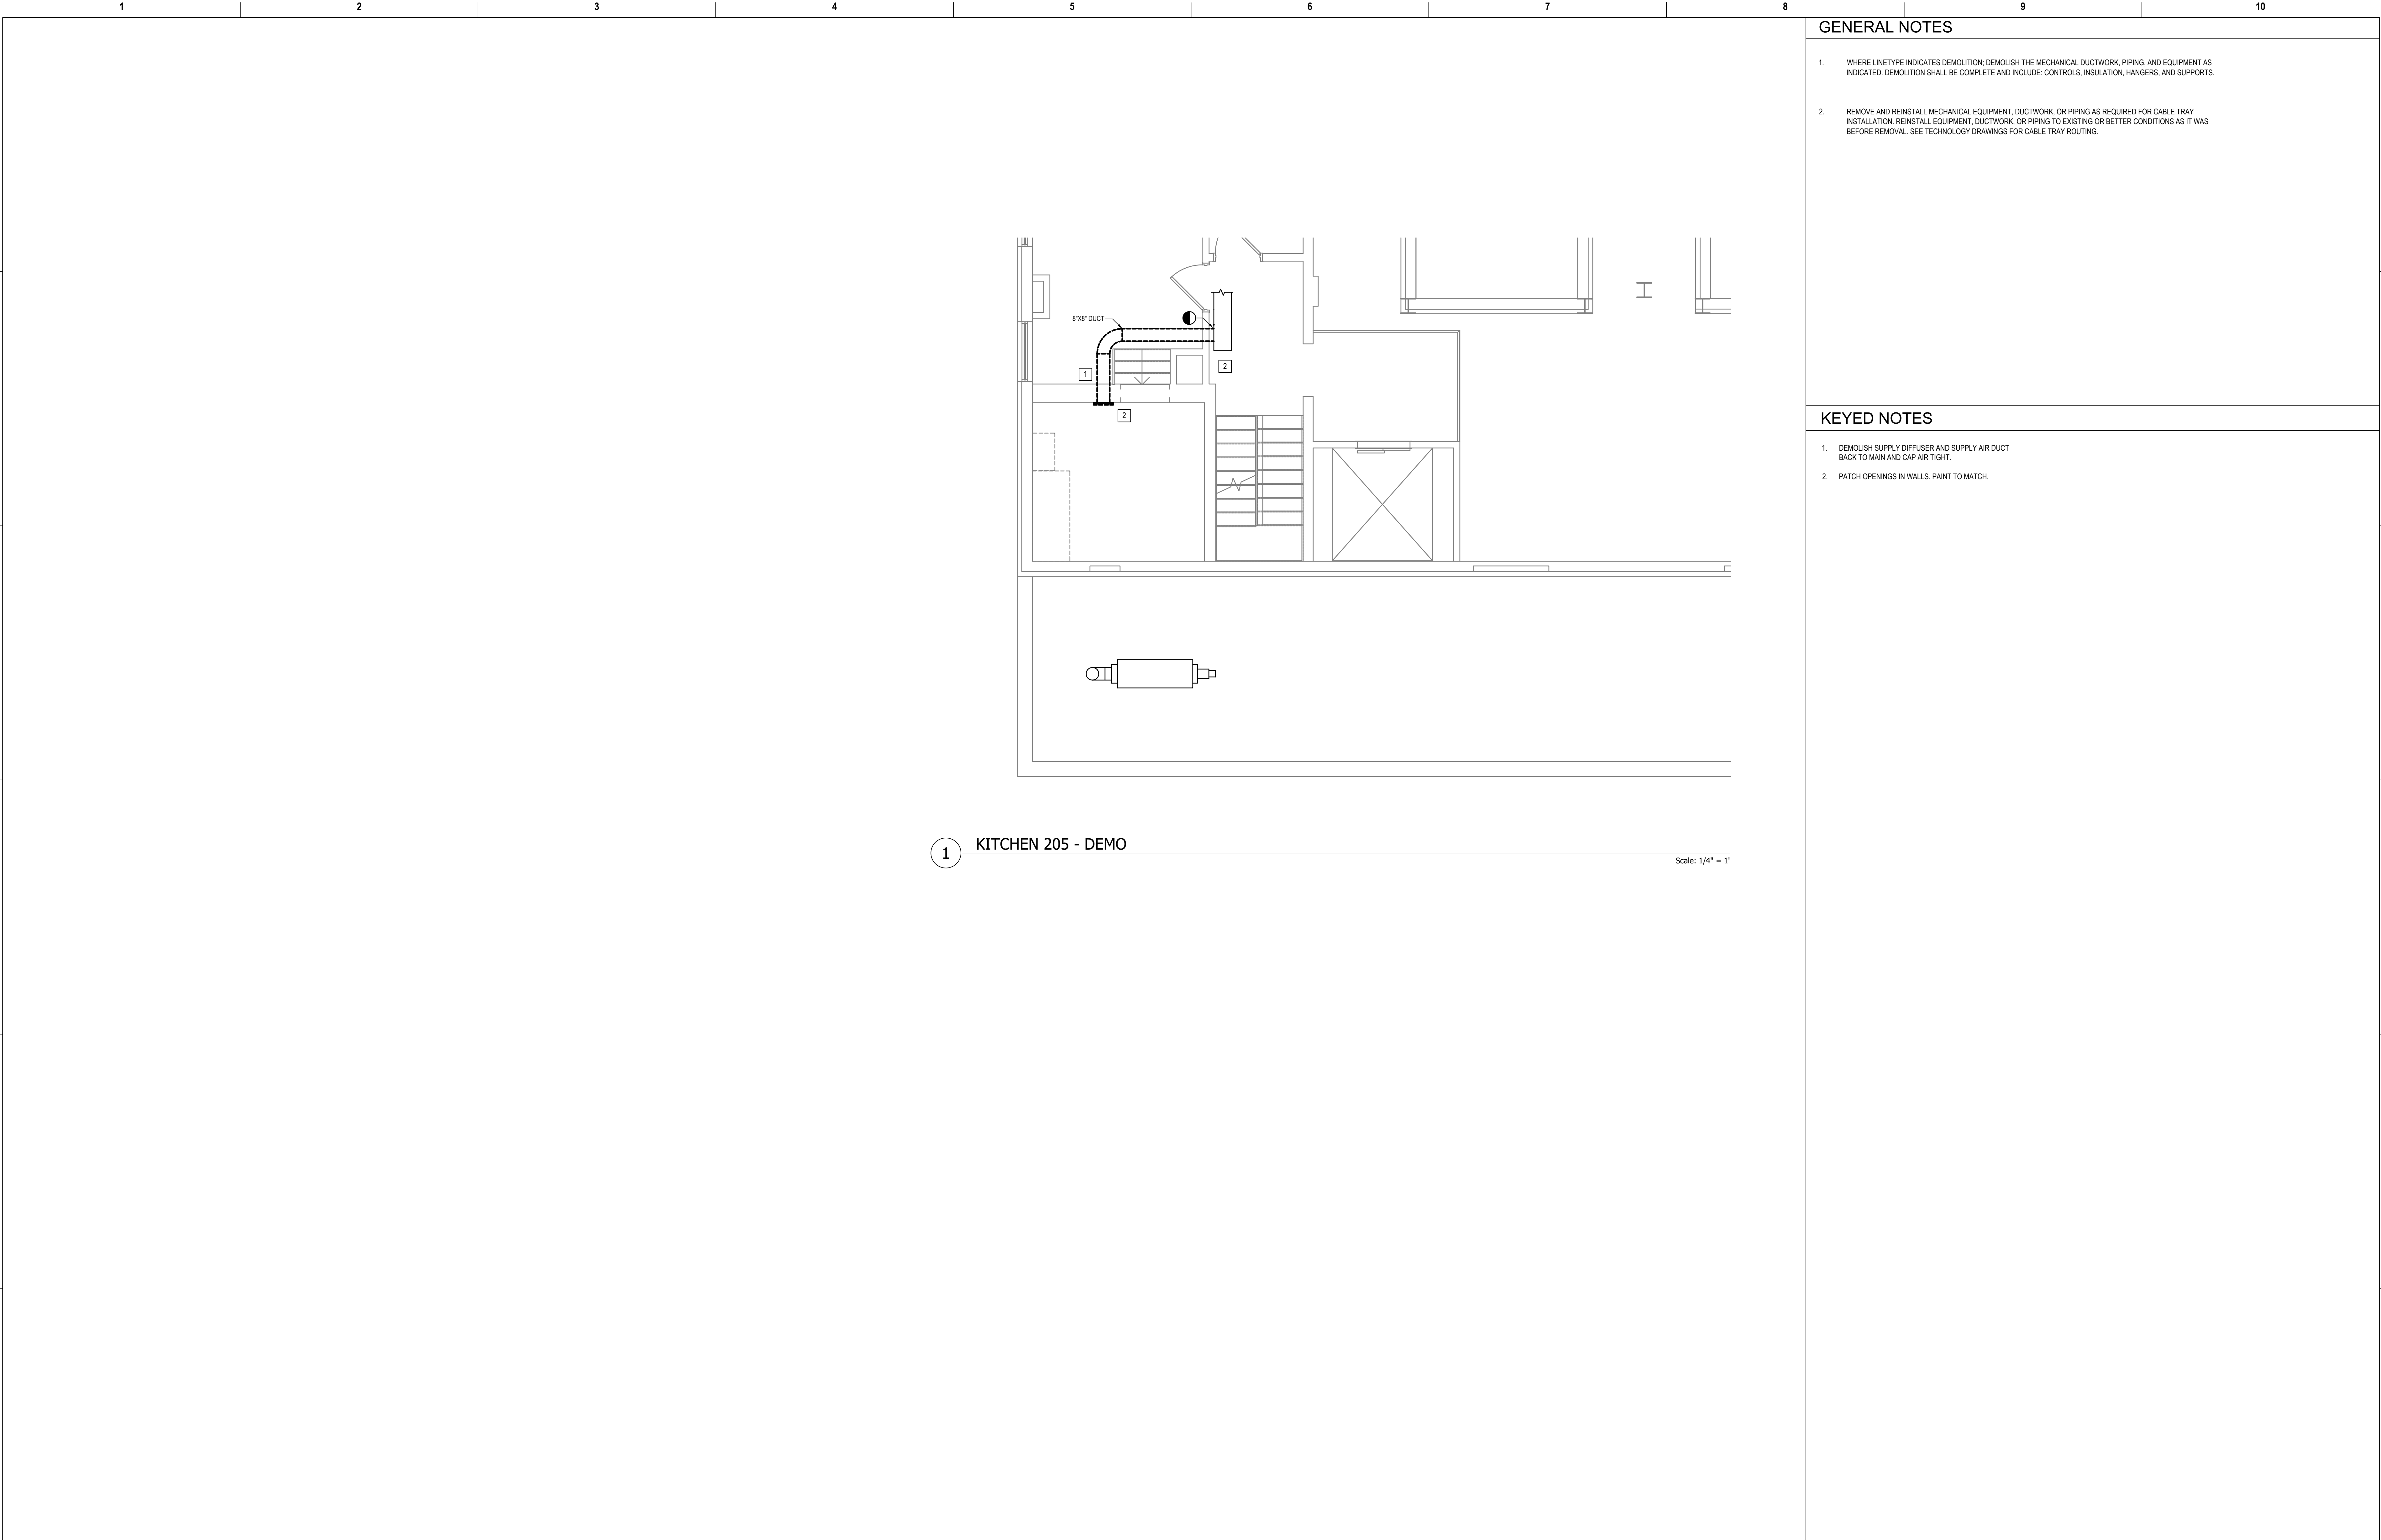 1 2 3 4 5 6 7 8 9 10
GENERAL NOTES
1. WHERE LINETYPE INDICATES DEMOLITION; DEMOLISH THE MECHANICAL DUCTWORK, PIPING, AND EQUIPMENT AS
INDICATED. DEMOLITION SHALL BE COMPLETE AND INCLUDE: CONTROLS, INSULATION, HANGERS, AND SUPPORTS.
2. REMOVE AND REINSTALL MECHANICAL EQUIPMENT, DUCTWORK, OR PIPING AS REQUIRED FOR CABLE TRAY
INSTALLATION. REINSTALL EQUIPMENT, DUCTWORK, OR PIPING TO EXISTING OR BETTER CONDITIONS AS IT WAS
BEFORE REMOVAL. SEE TECHNOLOGY DRAWINGS FOR CABLE TRAY ROUTING.
8"X8" DUCT
2
1
2
KEYED NOTES
1. DEMOLISH SUPPLY DIFFUSER AND SUPPLY AIR DUCT
BACK TO MAIN AND CAP AIR TIGHT.
2. PATCH OPENINGS IN WALLS. PAINT TO MATCH.
1 KITCHEN 205 - DEMO
Scale: 1/4" = 1'